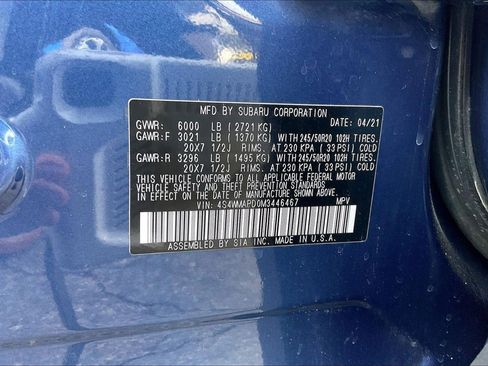 MFD BY SUBARU CORPORATION DATE: 04/21
GVWR: 6000 LB (2721 KG)
GAWR:F 3021 LB (1370 KG) WITH 245/50R20 102H TIRES.
20X7 1/2J RIMS. AT 230 KPA (33 PSI) COLD
GAWR:R 3296 LB (1495 KG) WITH 245/50R20 102H TIRES.
20X7 1/2J RIMS. AT 230 KPA (33 PSI) COLD
THIS VEHICLE CONFORMS TO ALL APPLICABLE FEDERAL MOTOR
VEHICLE SAFETY STANDARDS IN EFFECT ON THE DATE OF
MANUFACTURE SHOWN ABOVE.
VIN: 4S4WMAPD0M3446467 MPV
ASSEMBLED BY SIA INC. MADE IN U.S.A.